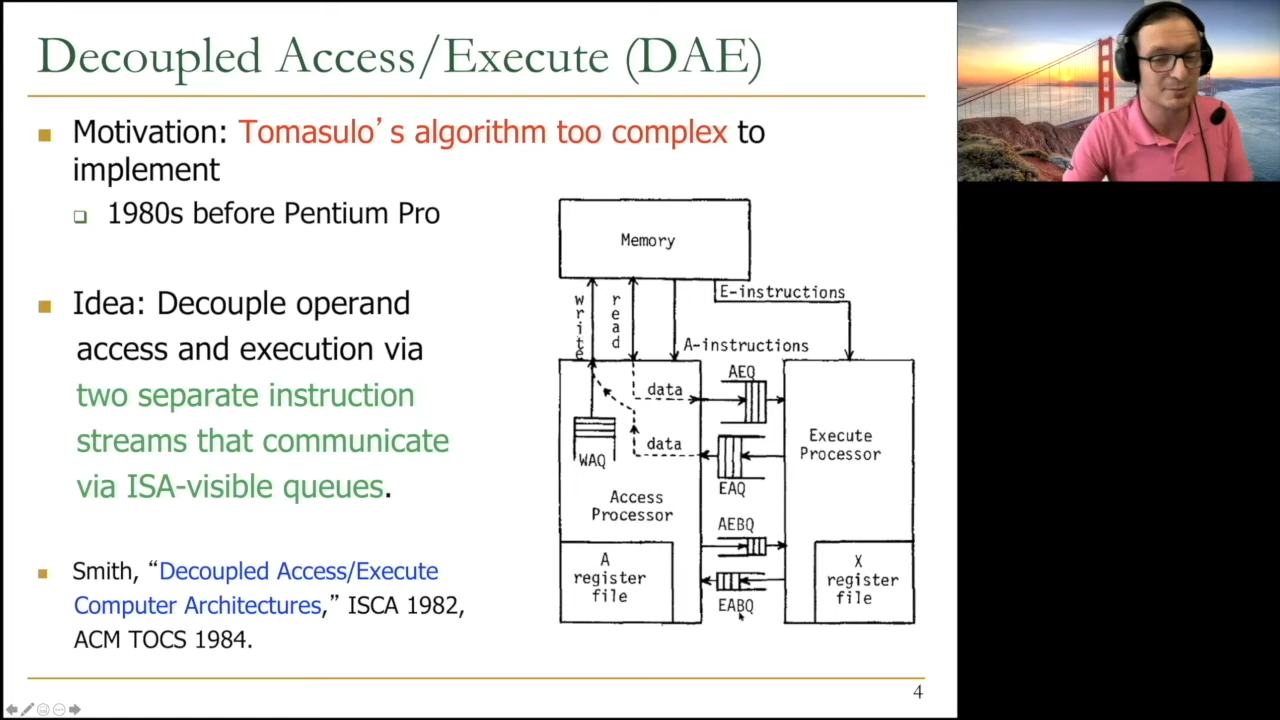 Decoupled Access/Execute (DAE)
Motivation: Tomasulo’s algorithm too complex to
implement
1980s before Pentium Pro
Idea: Decouple operand
access and execution via
two separate instruction
streams that communicate
via ISA-visible queues.
Smith, “Decoupled Access/Execute
Computer Architectures,” ISCA 1982,
ACM TOCS 1984.
Memory
write
read
E-instructions
A-instructions
data
AEQ
data
WAQ
EAQ
Execute
Processor
Access
Processor
AEBQ
A
register
file
EABQ
X
register
file
4